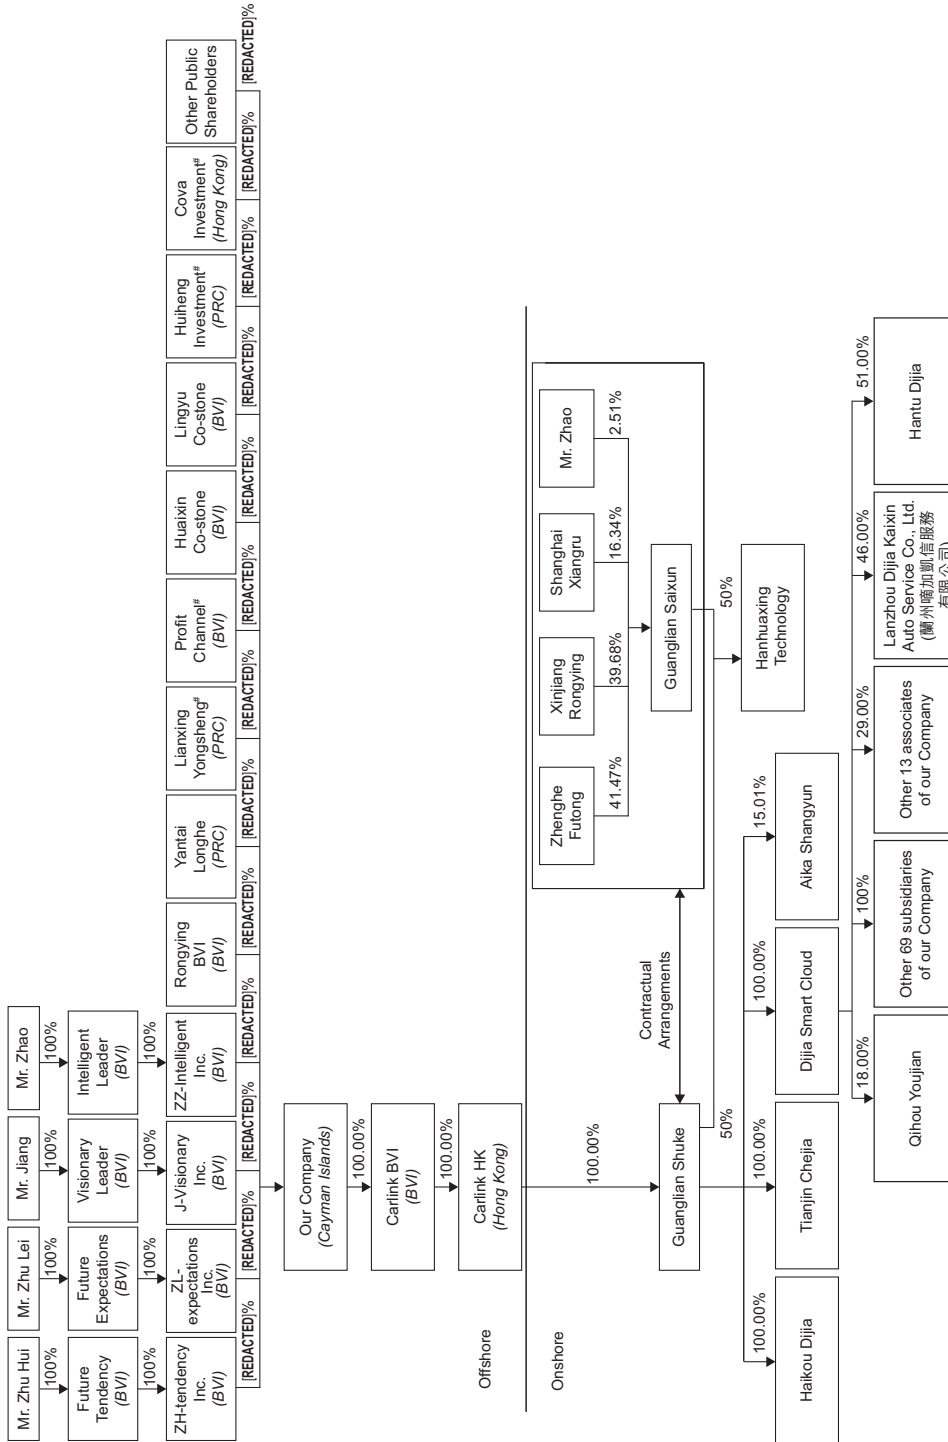 Mr. Zhu Hui
Mr. Zhu Lei
Mr. Jiang
Mr. Zhao
100%
100%
100%
100%
Future
Tendency
(BVI)
Future
Expectations
(BVI)
Visionary
Leader
(BVI)
Intelligent
Leader
(BVI)
100%
100%
100%
100%
ZH-tendency
Inc.
(BVI)
ZL-
expectations
Inc.
(BVI)
J-Visionary
Inc.
(BVI)
ZZ-Intelligent
Inc.
(BVI)
Rongying
BVI
(BVI)
Yantai
Longhe
(PRC)
Lianxing
Yongsheng#
(PRC)
Profit
Channel#
(BVI)
Huaixin
Co-stone
(BVI)
Lingyu
Co-stone
(BVI)
Huiheng
Investment#
(PRC)
Cova
Investment#
(Hong Kong)
Other Public
Shareholders
[REDACTED]%
[REDACTED]%
[REDACTED]%
[REDACTED]%
[REDACTED]%
[REDACTED]%
[REDACTED]%
[REDACTED]%
[REDACTED]%
[REDACTED]%
[REDACTED]%
[REDACTED]%
[REDACTED]%
Our Company
(Cayman Islands)
100.00%
Carlink BVI
(BVI)
100.00%
Carlink HK
(Hong Kong)
Offshore
Onshore
100.00%
Zhenghe
Futong
Xinjiang
Rongying
Shanghai
Xiangru
Mr. Zhao
41.47%
39.68%
16.34%
2.51%
Guanglian Saixun
Contractual
Arrangements
Guanglian Shuke
50%
50%
Hanhuaxing
Technology
100.00%
100.00%
100.00%
15.01%
Haikou Dijia
Tianjin Chejia
Dijia Smart Cloud
Aika Shangyun
18.00%
100%
29.00%
46.00%
51.00%
Qihou Youjian
Other 69 subsidiaries
of our Company
Other 13 associates
of our Company
Lanzhou Dijia Kaixin
Auto Service Co., Ltd.
(蘭州嘀加凱信服務
有限公司)
Hantu Dijia